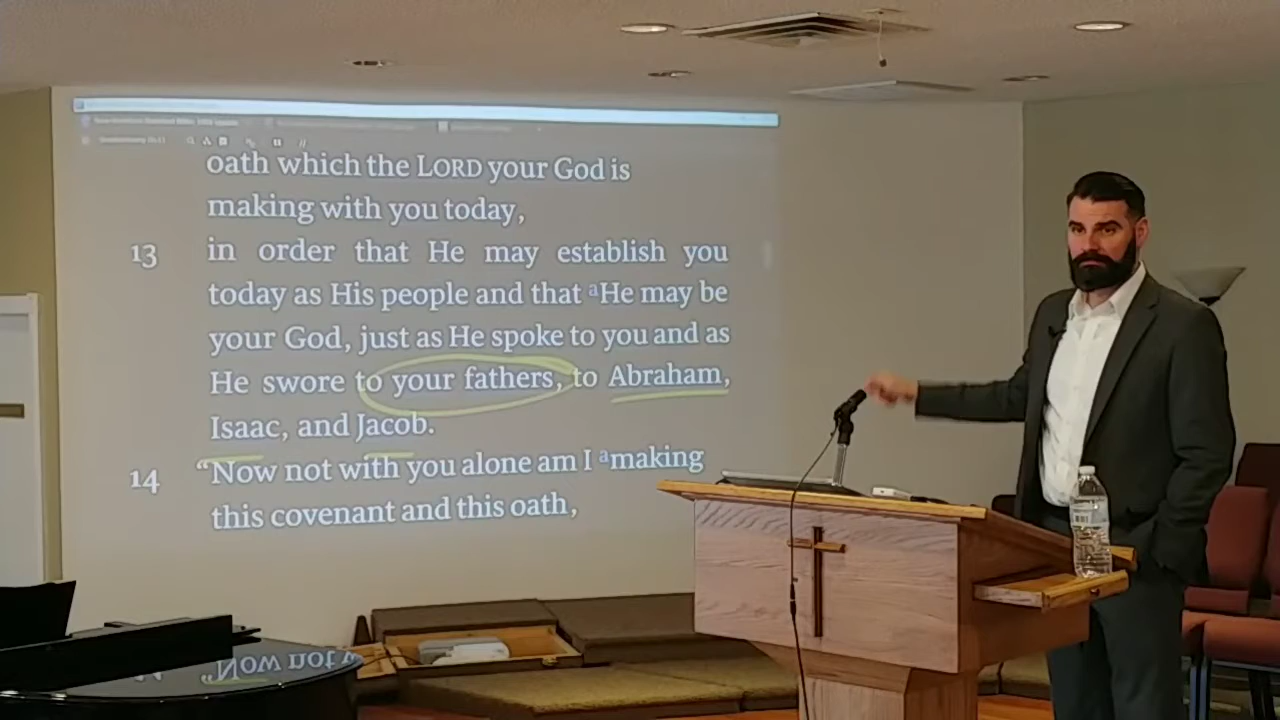 oath which the LORD your God is
making with you today,
13 in order that He may establish you
today as His people and that ᵃHe may be
your God, just as He spoke to you and as
He swore to your fathers, to Abraham,
Isaac, and Jacob.
14 “Now not with you alone am I ᵃmaking
this covenant and this oath,
“Now not w